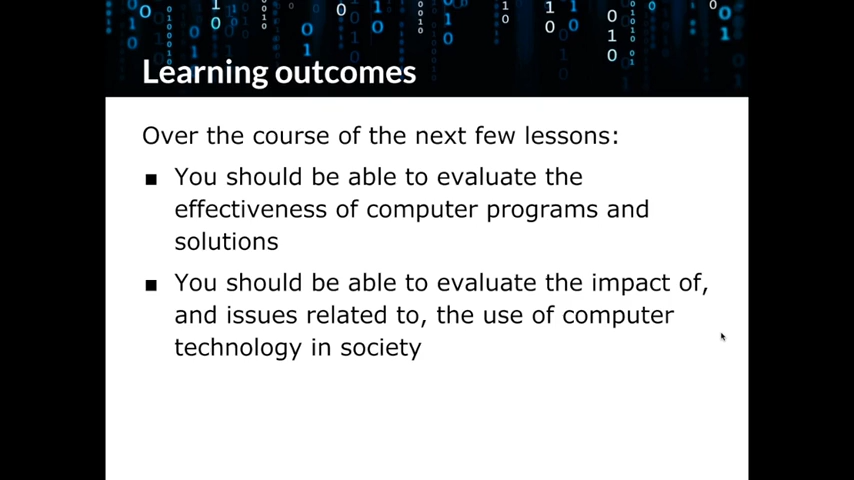 Learning outcomes
Over the course of the next few lessons:
▪ You should be able to evaluate the
effectiveness of computer programs and
solutions
▪ You should be able to evaluate the impact of,
and issues related to, the use of computer
technology in society